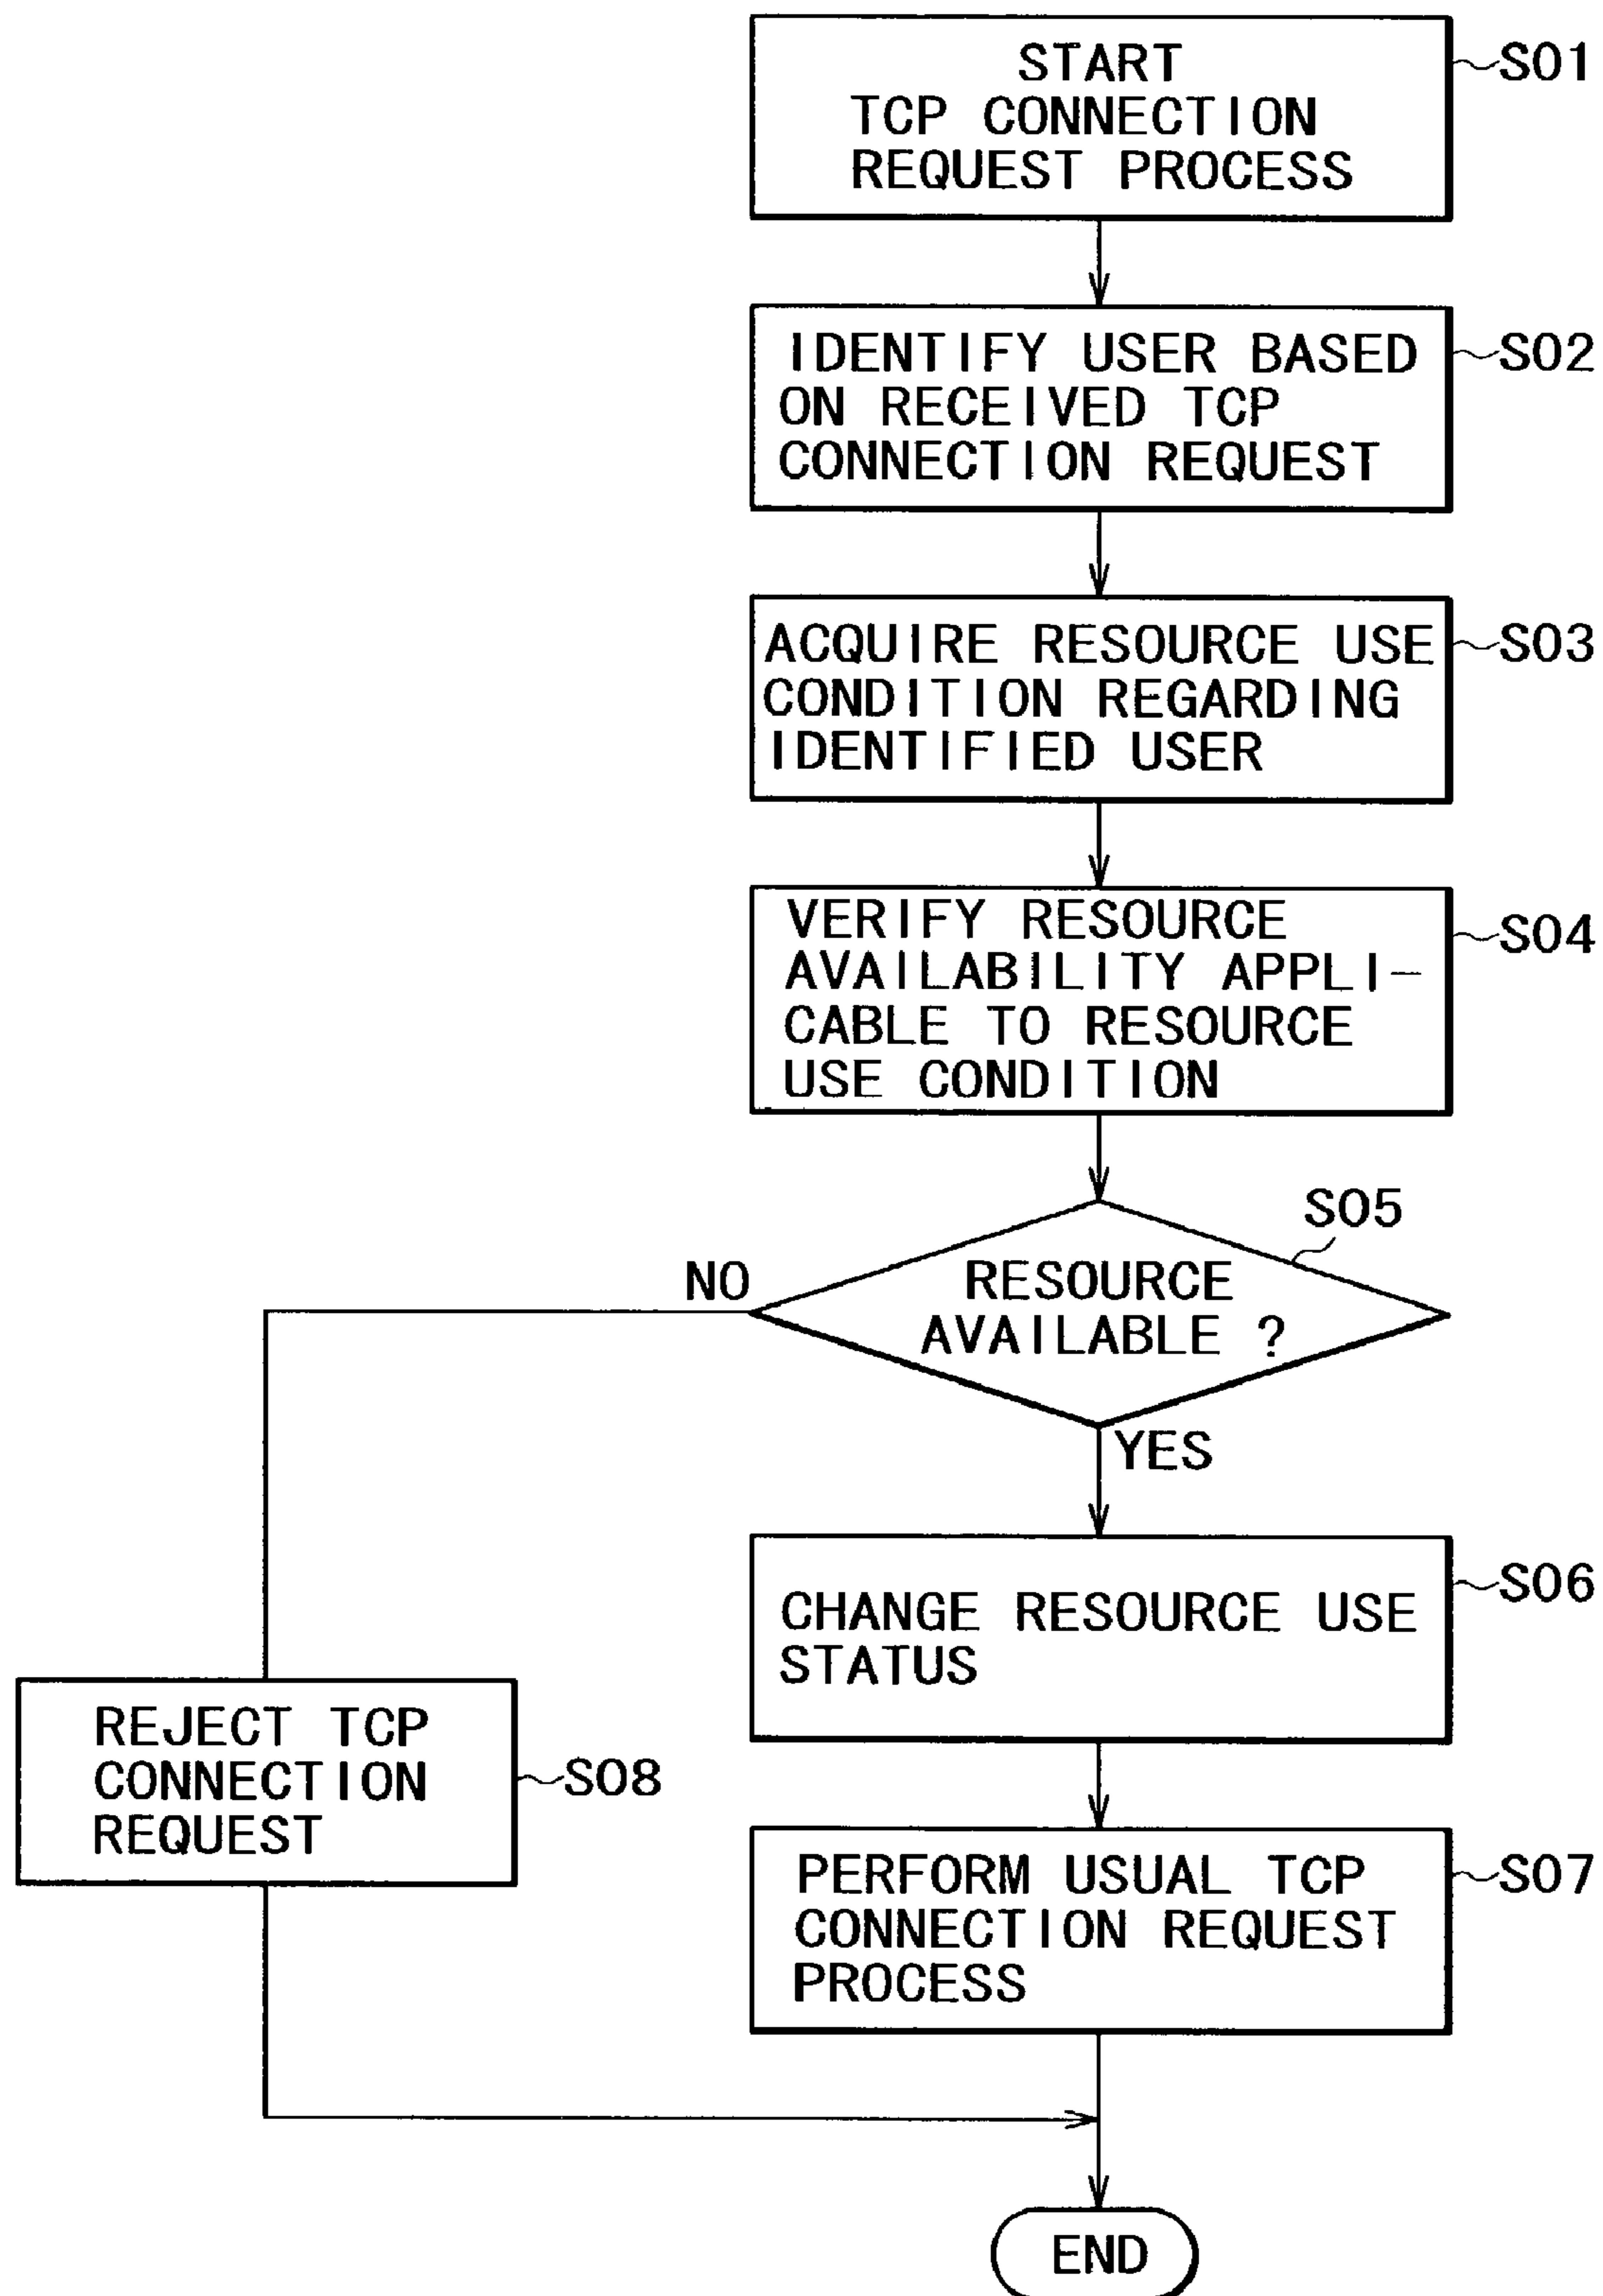 START
TCP CONNECTION
REQUEST PROCESS
S01
IDENTIFY USER BASED
ON RECEIVED TCP
CONNECTION REQUEST
S02
ACQUIRE RESOURCE USE
CONDITION REGARDING
IDENTIFIED USER
S03
VERIFY RESOURCE
AVAILABILITY APPLI-
CABLE TO RESOURCE
USE CONDITION
S04
S05
RESOURCE
AVAILABLE ?
NO
YES
CHANGE RESOURCE USE
STATUS
S06
REJECT TCP
CONNECTION
REQUEST
S08
PERFORM USUAL TCP
CONNECTION REQUEST
PROCESS
S07
END